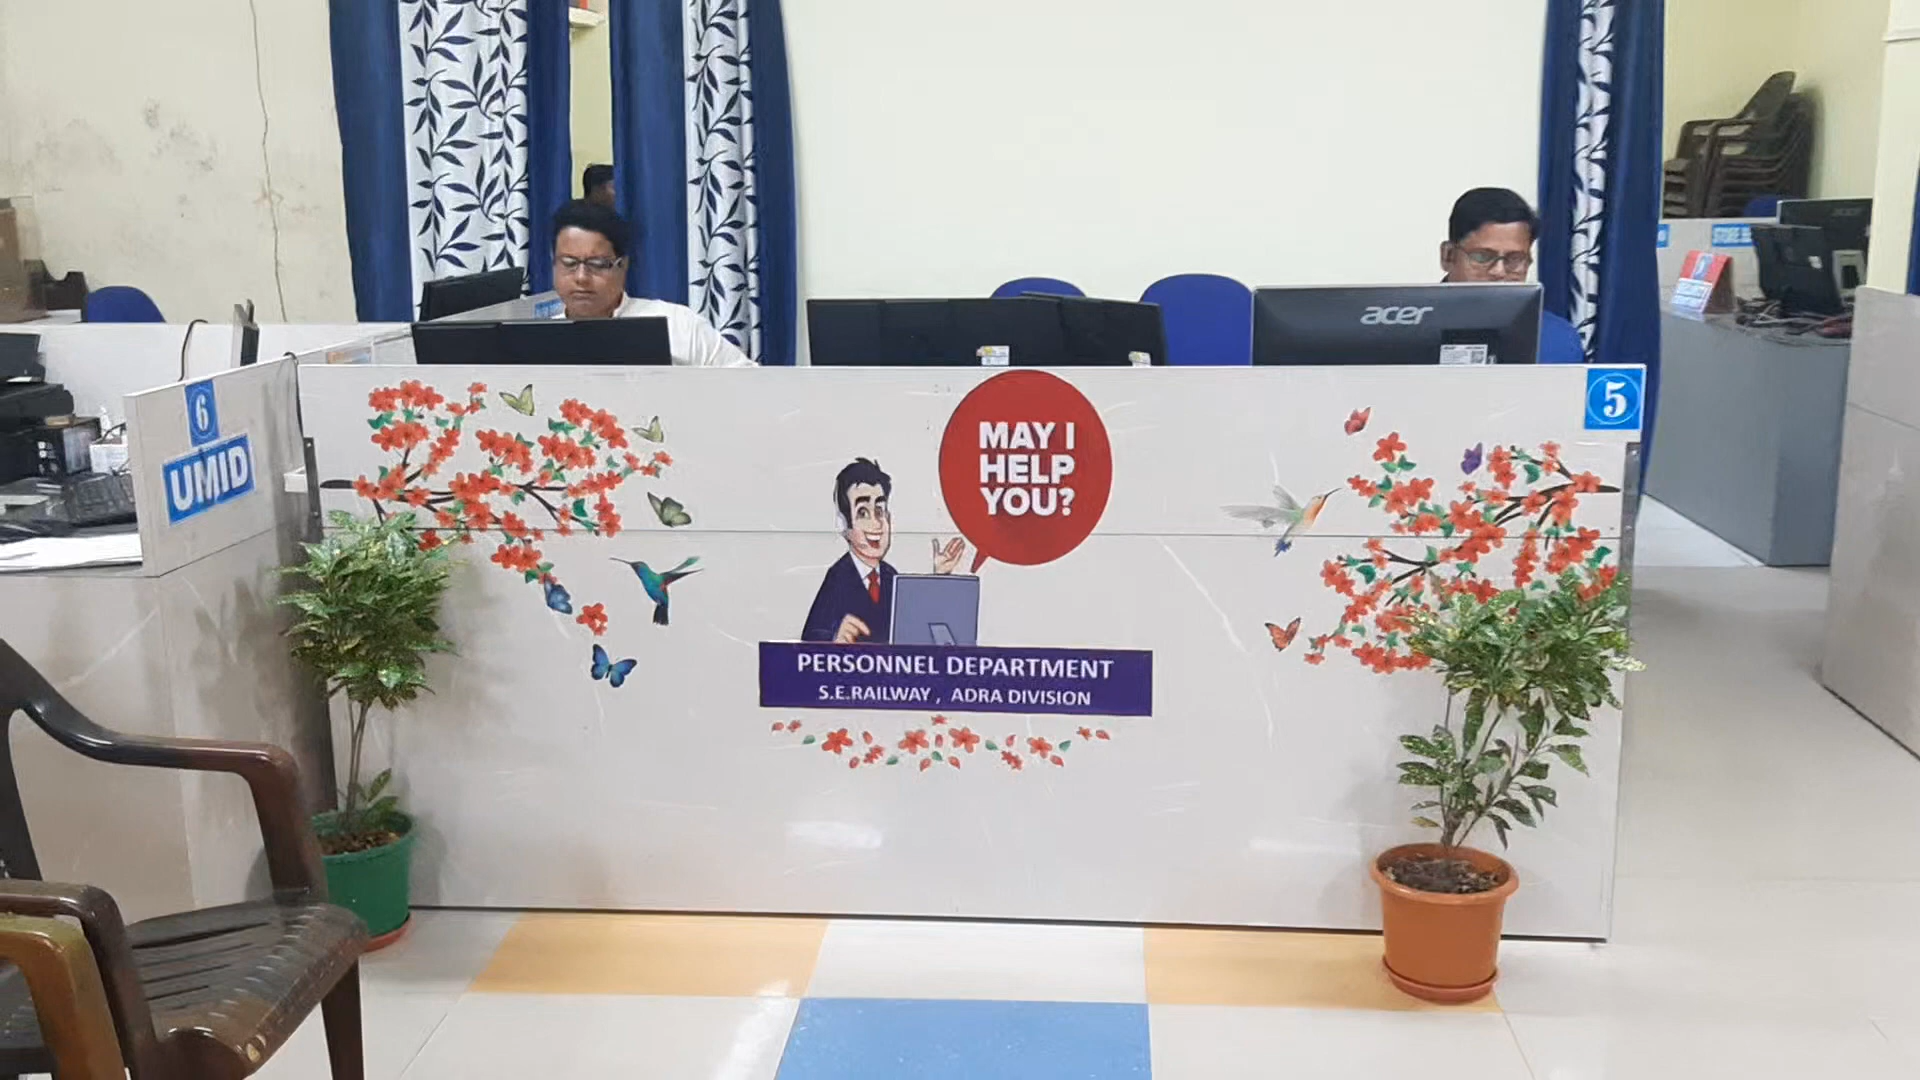 acer
5
6
UMID
MAY I
HELP
YOU?
PERSONNEL DEPARTMENT
S.E.RAILWAY , ADRA DIVISION